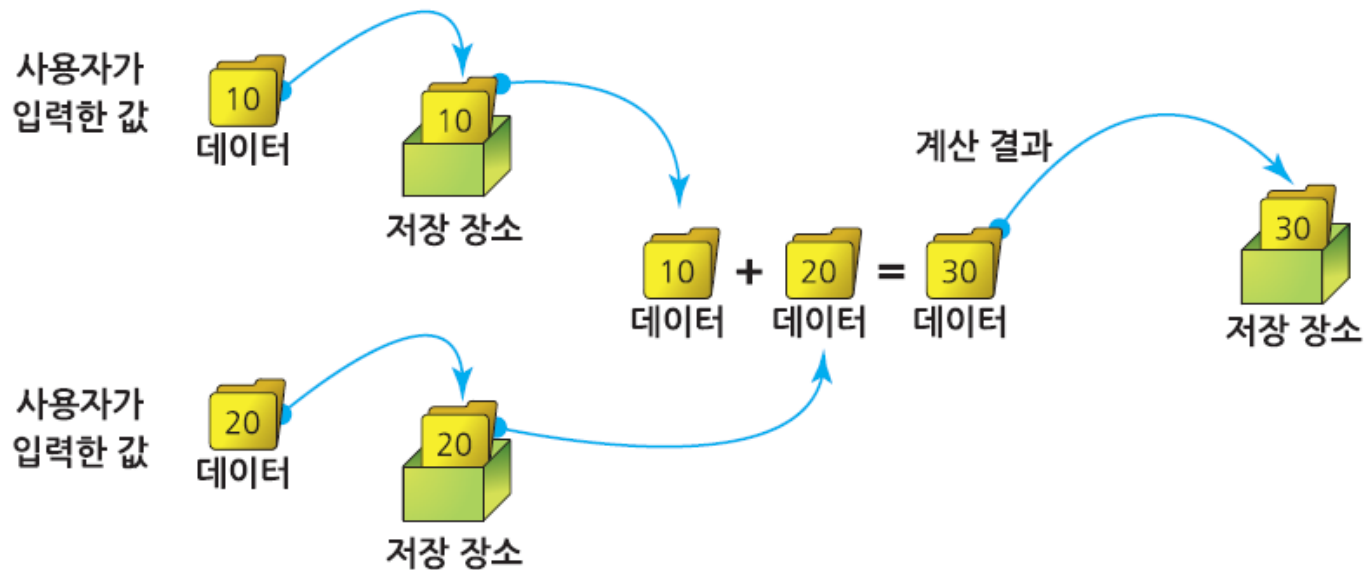 사용자가
입력한 값
10
데이터
10
저장 장소
계산 결과
10 + 20 = 30
데이터 데이터 데이터
30
저장 장소
사용자가
입력한 값
20
데이터
20
저장 장소